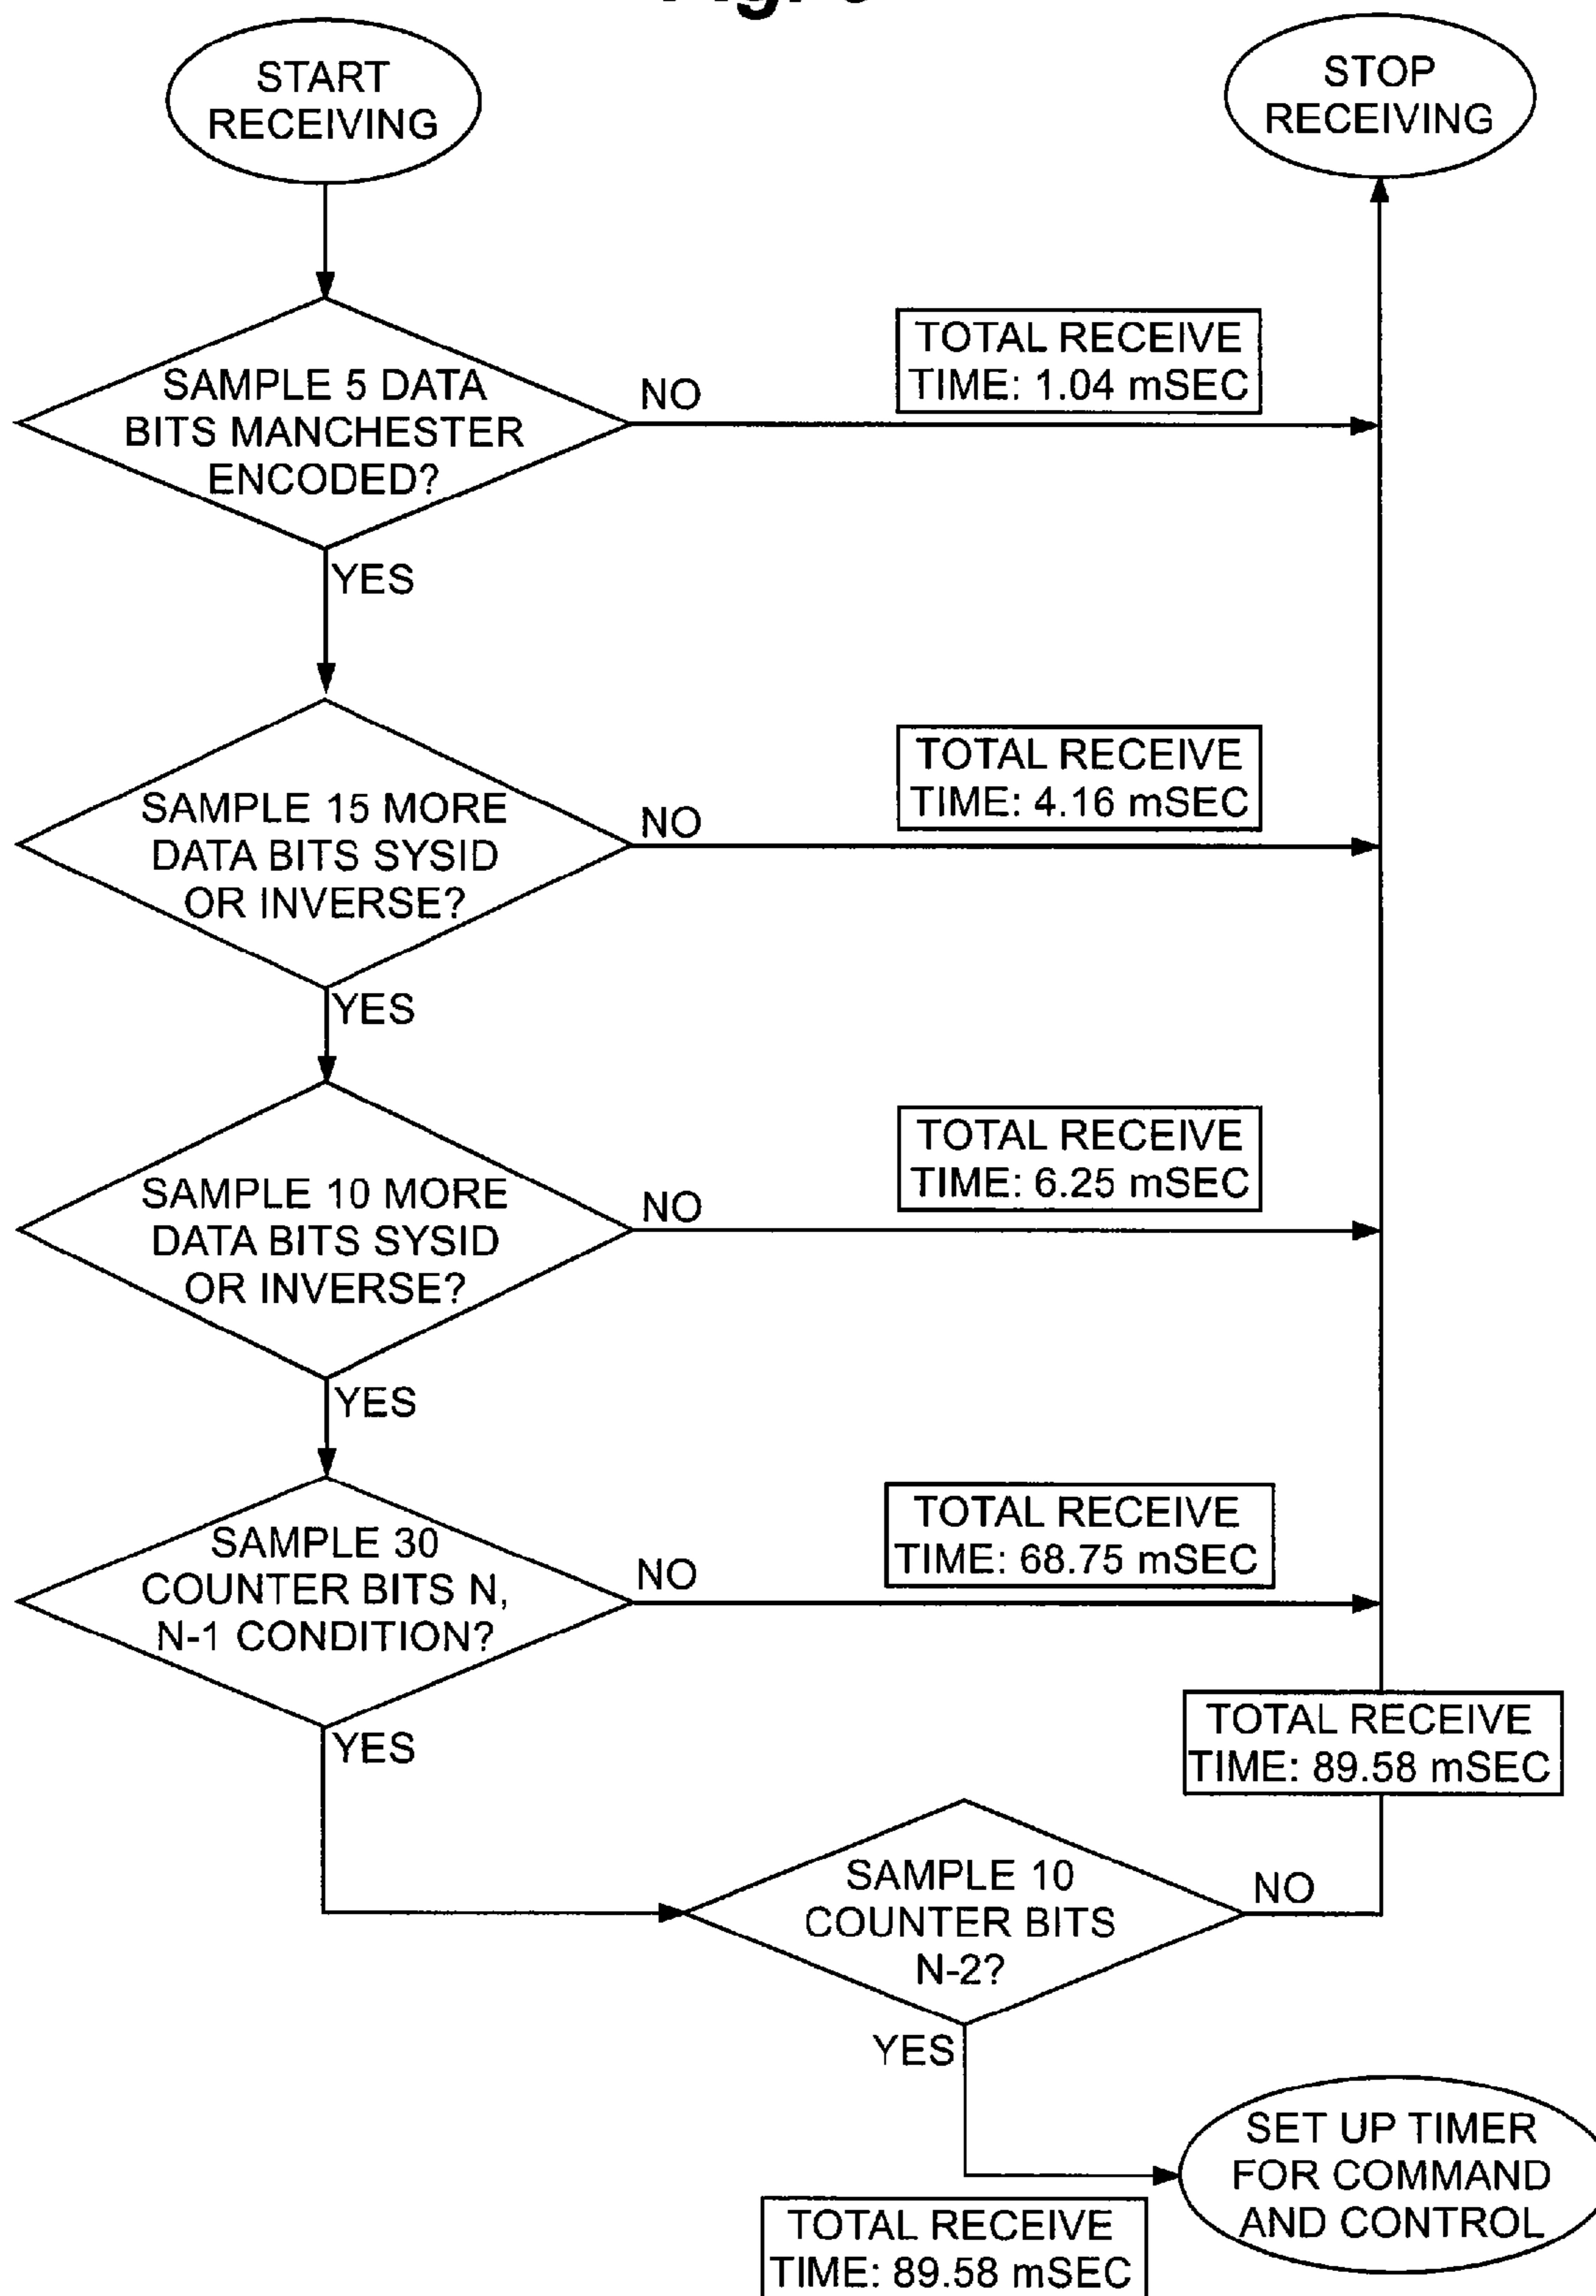 START
RECEIVING
STOP
RECEIVING
SAMPLE 5 DATA
BITS MANCHESTER
ENCODED?
NO
TOTAL RECEIVE
TIME: 1.04 mSEC
YES
SAMPLE 15 MORE
DATA BITS SYSID
OR INVERSE?
NO
TOTAL RECEIVE
TIME: 4.16 mSEC
YES
SAMPLE 10 MORE
DATA BITS SYSID
OR INVERSE?
NO
TOTAL RECEIVE
TIME: 6.25 mSEC
YES
SAMPLE 30
COUNTER BITS N,
N-1 CONDITION?
NO
TOTAL RECEIVE
TIME: 68.75 mSEC
YES
TOTAL RECEIVE
TIME: 89.58 mSEC
SAMPLE 10
COUNTER BITS
N-2?
NO
YES
SET UP TIMER
FOR COMMAND
AND CONTROL
TOTAL RECEIVE
TIME: 89.58 mSEC